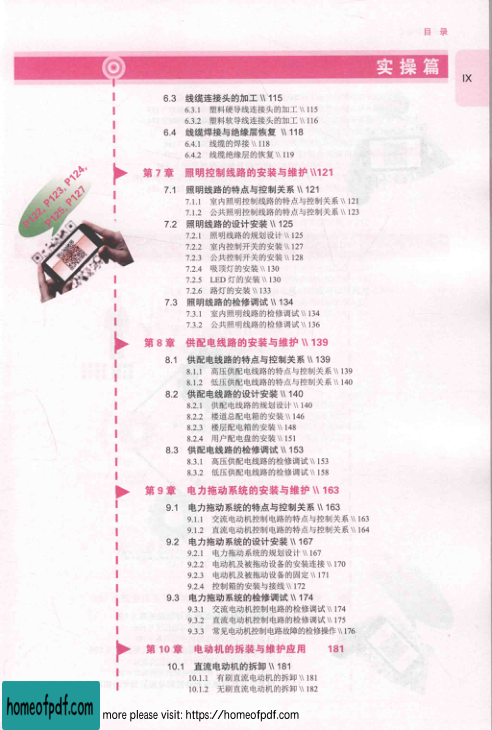 目 录
实操篇
IX
6.3 线缆连接头的加工 \\ 115
6.3.1 塑料硬导线连接头的加工 \\ 115
6.3.2 塑料软导线连接头的加工 \\ 116
6.4 线缆焊接与绝缘层恢复 \\ 118
6.4.1 线缆的焊接 \\ 118
6.4.2 线缆绝缘层的恢复 \\ 119
第 7 章 照明控制线路的安装与维护 \\121
7.1 照明线路的特点与控制关系 \\ 121
7.1.1 室内照明控制线路的特点与控制关系 \\ 121
7.1.2 公共照明控制线路的特点与控制关系 \\ 123
P122, P123, P124,
P125, P127
7.2 照明线路的设计安装 \\ 125
7.2.1 照明线路的规划设计 \\ 125
7.2.2 室内控制开关的安装 \\ 127
7.2.3 公共控制开关的安装 \\ 128
7.2.4 吸顶灯的安装 \\ 130
7.2.5 LED 灯的安装 \\ 130
7.2.6 路灯的安装 \\ 133
7.3 照明线路的检修调试 \\ 134
7.3.1 室内照明线路的检修调试 \\ 134
7.3.2 公共照明线路的检修调试 \\ 136
第 8 章 供配电线路的安装与维护 \\ 139
8.1 供配电线路的特点与控制关系 \\ 139
8.1.1 高压供配电线路的特点与控制关系 \\ 139
8.1.2 低压供配电线路的特点与控制关系 \\ 140
8.2 供配电线路的设计安装 \\ 140
8.2.1 供配电线路的规划设计 \\ 140
8.2.2 楼道总配电箱的安装 \\ 146
8.2.3 楼层配电箱的安装 \\ 148
8.2.4 用户配电盘的安装 \\ 151
8.3 供配电线路的检修调试 \\ 153
8.3.1 高压供配电线路的检修调试 \\ 153
8.3.2 低压供配电线路的检修调试 \\ 158
第 9 章 电力拖动系统的安装与维护 \\ 163
9.1 电力拖动系统的特点与控制关系 \\ 163
9.1.1 交流电动机控制电路的特点与控制关系 \\ 163
9.1.2 直流电动机控制电路的特点与控制关系 \\ 164
9.2 电力拖动系统的设计安装 \\ 167
9.2.1 电力拖动系统的规划设计 \\ 167
9.2.2 电动机及被拖动设备的安装连接 \\ 170
9.2.3 电动机与被拖动设备的固定 \\ 171
9.2.4 控制箱的安装与接线 \\ 172
9.3 电力拖动系统的检修调试 \\ 174
9.3.1 交流电动机控制电路的检修调试 \\ 174
9.3.2 直流电动机控制电路的检修调试 \\ 175
9.3.3 常见电动机控制电路故障的检修操作 \\ 176
第 10 章 电动机的拆装与维护应用 181
10.1 直流电动机的拆卸 \\ 181
10.1.1 有刷直流电动机的拆卸 \\ 181
10.1.2 无刷直流电动机的拆卸 \\ 182
homeofpdf.com
more please visit: https://homeofpdf.com